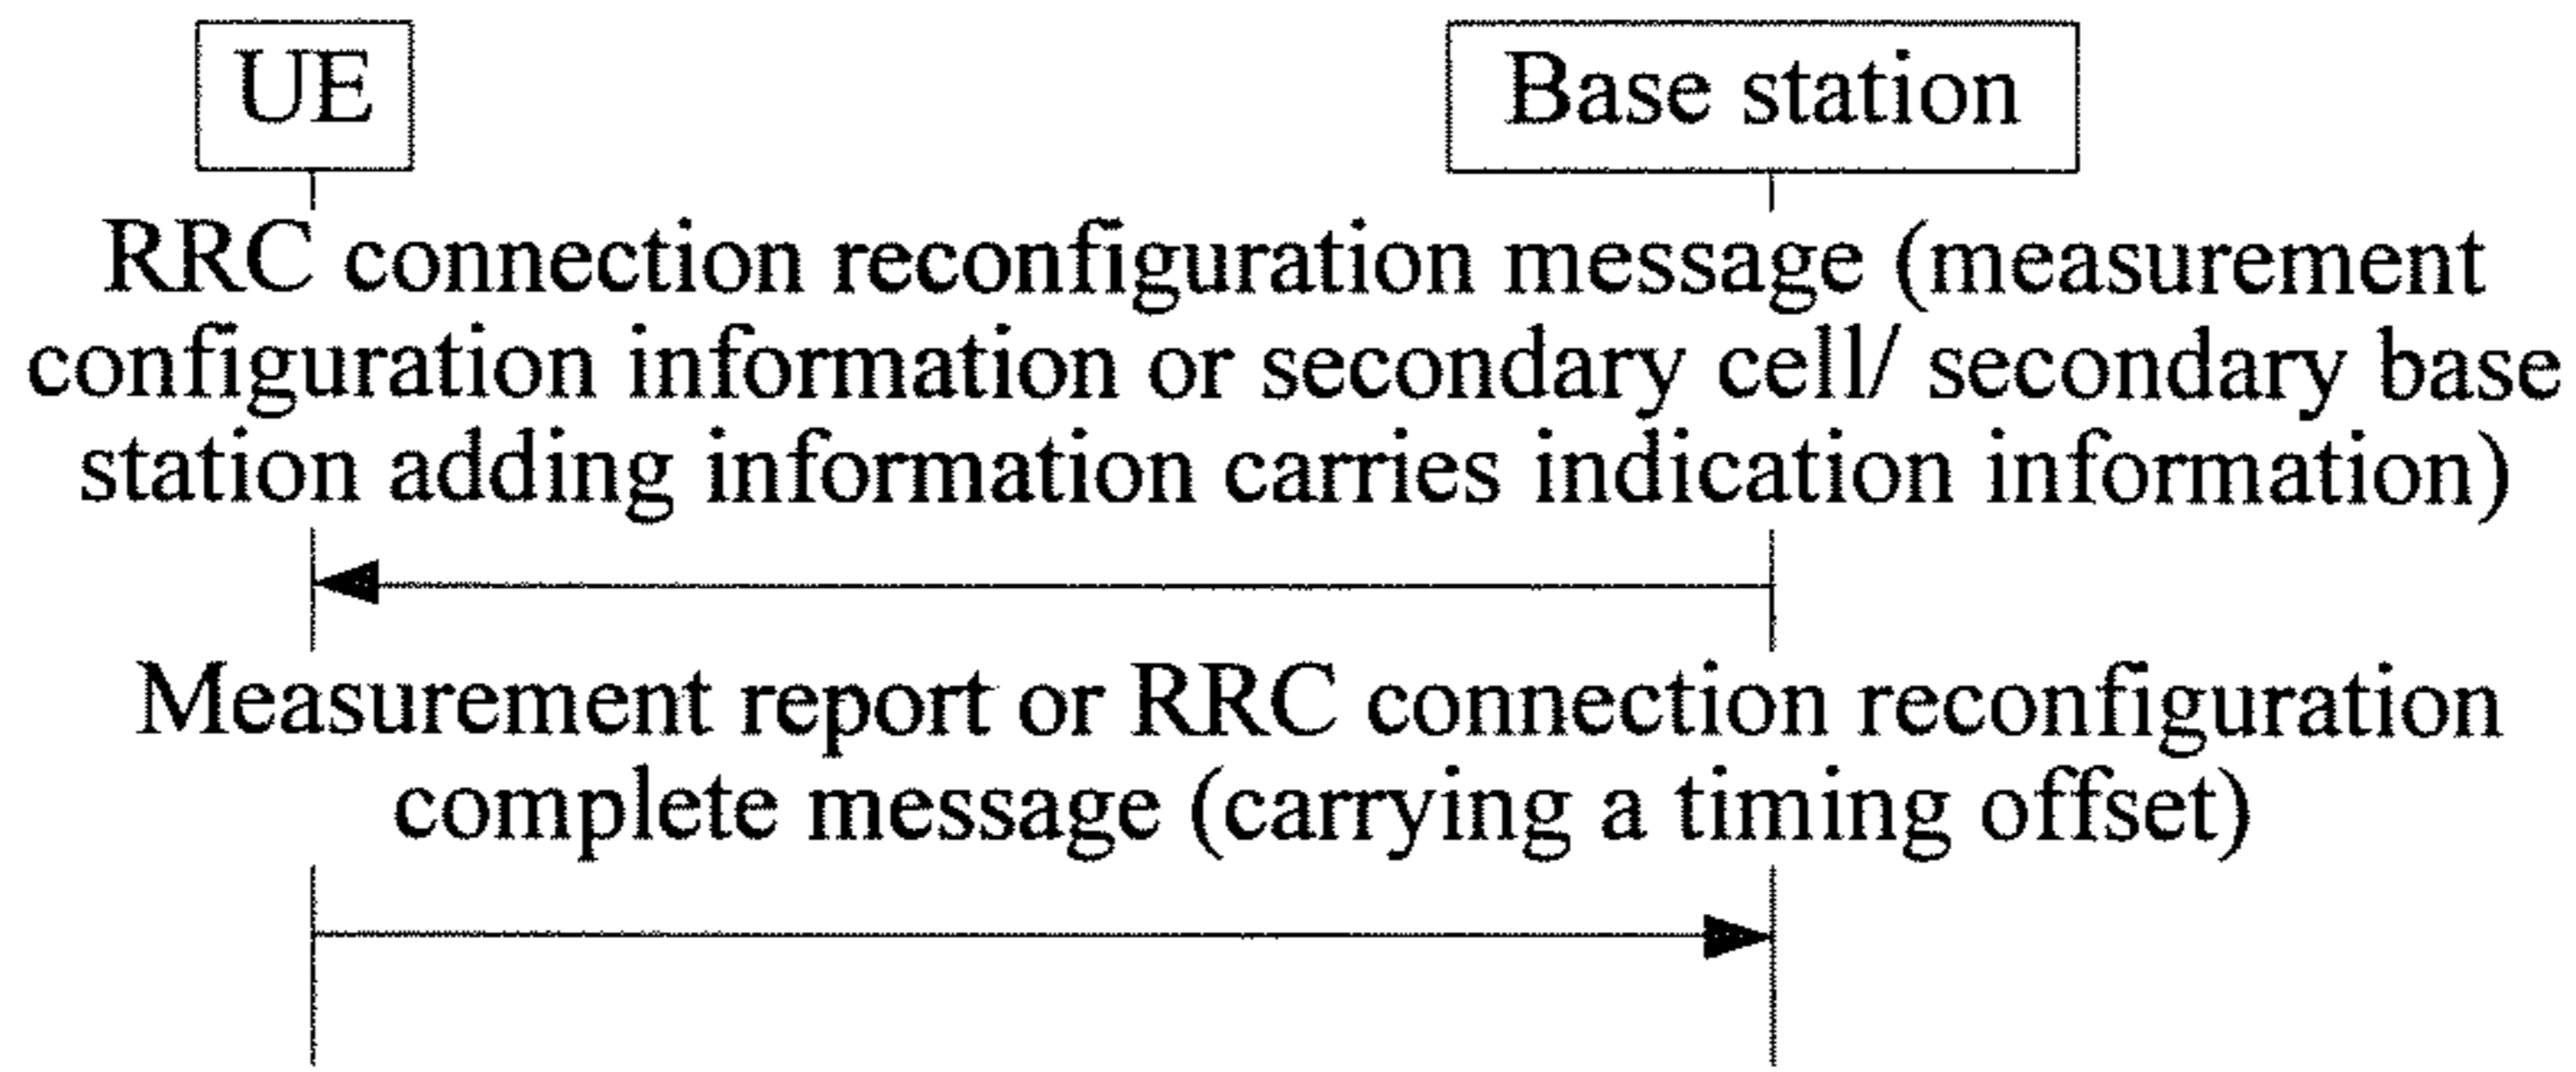 UE
Base station
RRC connection reconfiguration message (measurement
configuration information or secondary cell/ secondary base
station adding information carries indication information)
Measurement report or RRC connection reconfiguration
complete message (carrying a timing offset)